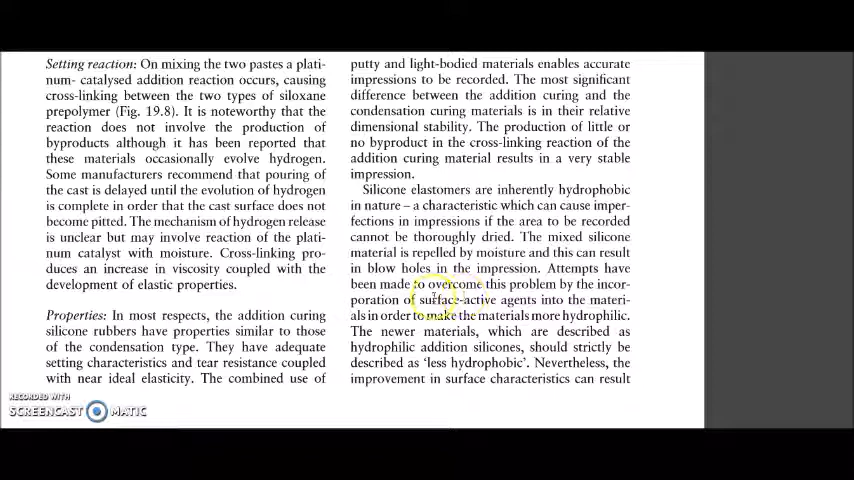 Setting reaction: On mixing the two pastes a plati-
num- catalysed addition reaction occurs, causing
cross-linking between the two types of siloxane
prepolymer (Fig. 19.8). It is noteworthy that the
reaction does not involve the production of
byproducts although it has been reported that
these materials occasionally evolve hydrogen.
Some manufacturers recommend that pouring of
the cast is delayed until the evolution of hydrogen
is complete in order that the cast surface does not
become pitted. The mechanism of hydrogen release
is unclear but may involve reaction of the plati-
num catalyst with moisture. Cross-linking pro-
duces an increase in viscosity coupled with the
development of elastic properties.
Properties: In most respects, the addition curing
silicone rubbers have properties similar to those
of the condensation type. They have adequate
setting characteristics and tear resistance coupled
with near ideal elasticity. The combined use of
putty and light-bodied materials enables accurate
impressions to be recorded. The most significant
difference between the addition curing and the
condensation curing materials is in their relative
dimensional stability. The production of little or
no byproduct in the cross-linking reaction of the
addition curing material results in a very stable
impression.
Silicone elastomers are inherently hydrophobic
in nature – a characteristic which can cause imper-
fections in impressions if the area to be recorded
cannot be thoroughly dried. The mixed silicone
material is repelled by moisture and this can result
in blow holes in the impression. Attempts have
been made to overcome this problem by the incor-
poration of surface-active agents into the materi-
als in order to make the materials more hydrophilic.
The newer materials, which are described as
hydrophilic addition silicones, should strictly be
described as ‘less hydrophobic’. Nevertheless, the
improvement in surface characteristics can result
RECORDED WITH
SCREENCAST MATIC